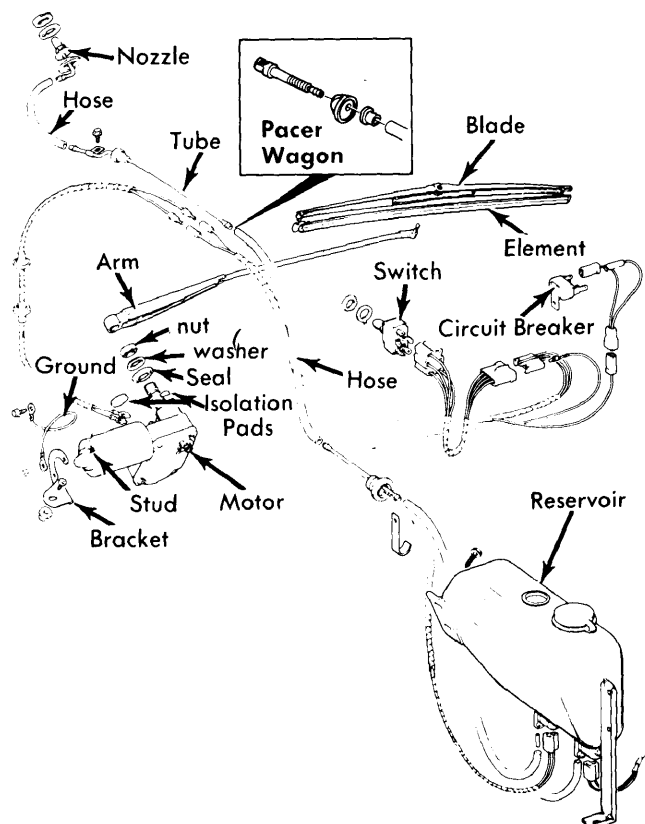 Nozzle
Hose
Tube
Pacer
Wagon
Blade
Element
Arm
Switch
Circuit Breaker
nut
washer
Seal
Ground
Isolation
Pads
Hose
Stud
Motor
Bracket
Reservoir